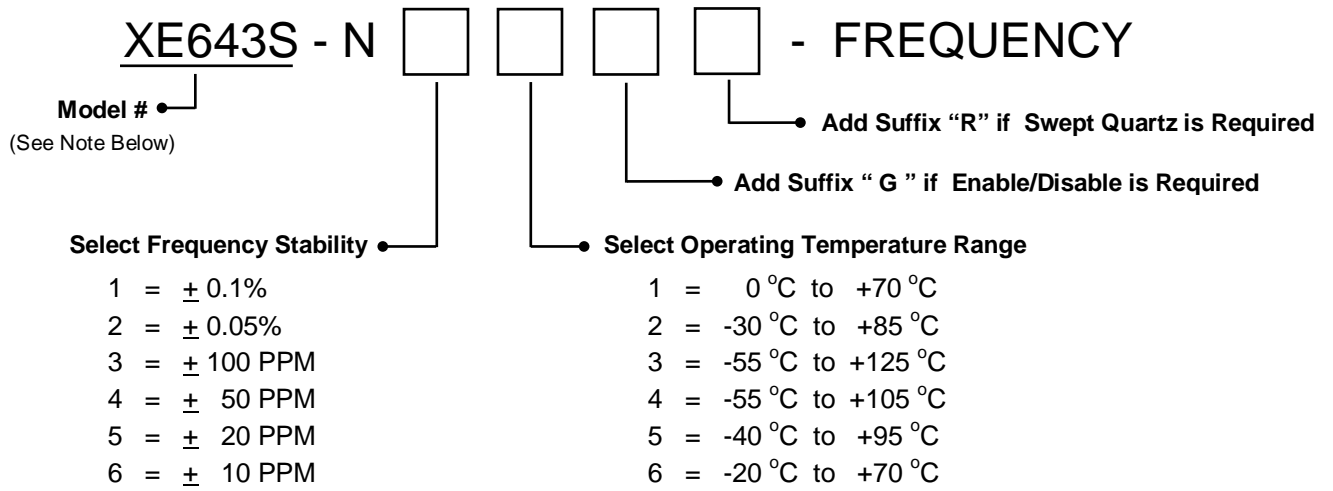 XE643S - N - FREQUENCY
Model #
(See Note Below)
Add Suffix “R” if Swept Quartz is Required
Add Suffix “ G ” if Enable/Disable is Required
Select Frequency Stability
1 = ± 0.1%
2 = ± 0.05%
3 = ± 100 PPM
4 = ± 50 PPM
5 = ± 20 PPM
6 = ± 10 PPM
Select Operating Temperature Range
1 = 0 °C to +70 °C
2 = -30 °C to +85 °C
3 = -55 °C to +125 °C
4 = -55 °C to +105 °C
5 = -40 °C to +95 °C
6 = -20 °C to +70 °C